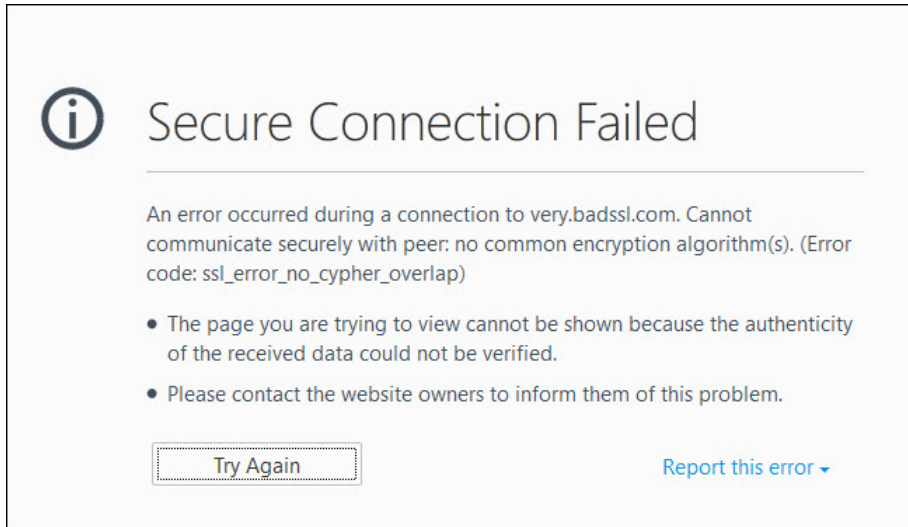 Secure Connection Failed
An error occurred during a connection to very.badssl.com. Cannot
communicate securely with peer: no common encryption algorithm(s). (Error
code: ssl_error_no_cypher_overlap)
• The page you are trying to view cannot be shown because the authenticity
of the received data could not be verified.
• Please contact the website owners to inform them of this problem.
Try Again
Report this error